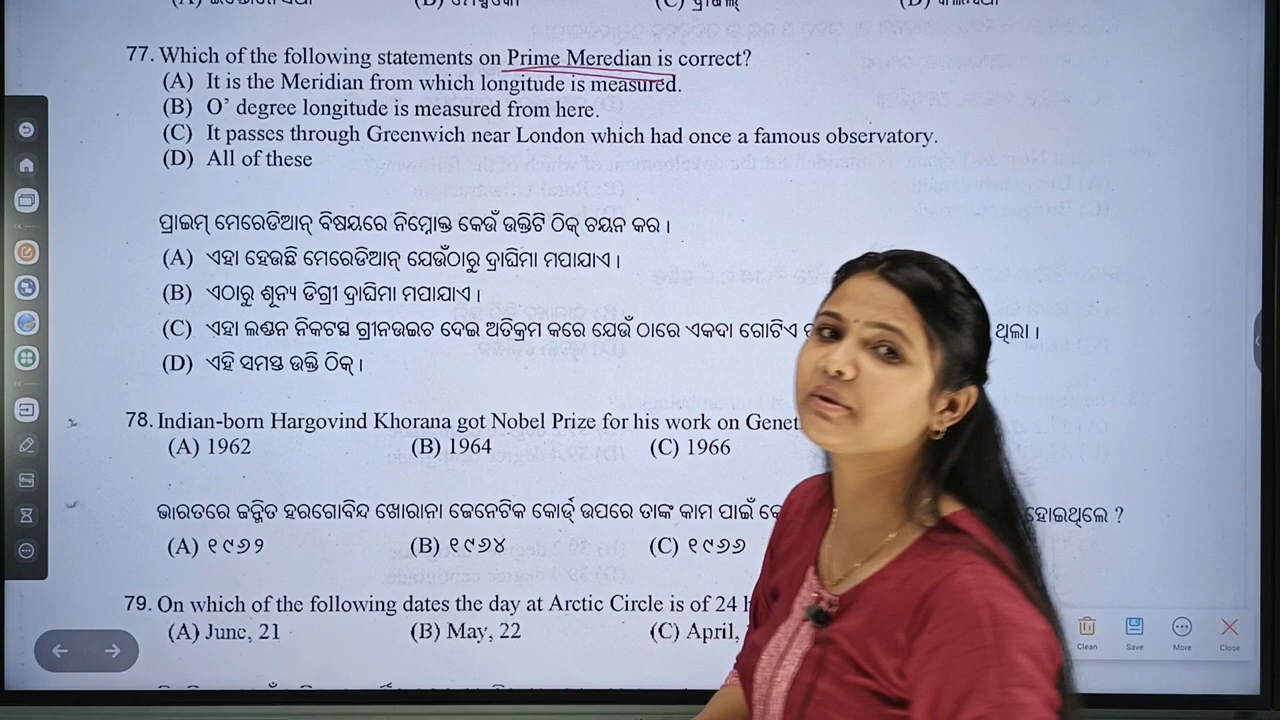 77. Which of the following statements on Prime Meredian is correct?
(A) It is the Meridian from which longitude is measured.
(B) O° degree longitude is measured from here.
(C) It passes through Greenwich near London which had once a famous observatory.
(D) All of these
ପ୍ରାଇମ୍ ମେରେଡିଆନ୍ ବିଷୟରେ ନିମ୍ନୋକ୍ତ କେଉଁ ଉକ୍ତିଟି ଠିକ୍ ଚୟନ କର ।
(A) ଏହା ହେଉଛି ମେରେଡିଆନ୍ ଯେଉଁଠାରୁ ଦ୍ରାଘିମା ମପାଯାଏ ।
(B) ଏଠାରୁ ଶୂନ୍ୟ ଡିଗ୍ରୀ ଦ୍ରାଘିମା ମପାଯାଏ ।
(C) ଏହା ଲଣ୍ଡନ ନିକଟସ୍ଥ ଗ୍ରୀନଉଇଚ ଦେଇ ଅତିକ୍ରମ କରେ ଯେଉଁ ଠାରେ ଏକଦା ଗୋଟିଏ ଥିଲା ।
(D) ଏହି ସମସ୍ତ ଉକ୍ତି ଠିକ୍ ।
78. Indian-born Hargovind Khorana got Nobel Prize for his work on Genet
(A) 1962 (B) 1964 (C) 1966
ଭାରତରେ ଜନ୍ମିତ ହରଗୋବିନ୍ଦ ଖୋରାନା ଜେନେଟିକ କୋର୍ଡ୍ ଉପରେ ତାଙ୍କ କାମ ପାଇଁ ହୋଇଥିଲେ ?
(A) ୧୯୬୨ (B) ୧୯୬୪ (C) ୧୯୬୬
79. On which of the following dates the day at Arctic Circle is of 24
(A) June, 21 (B) May, 22 (C) April,
Clean Save More Close